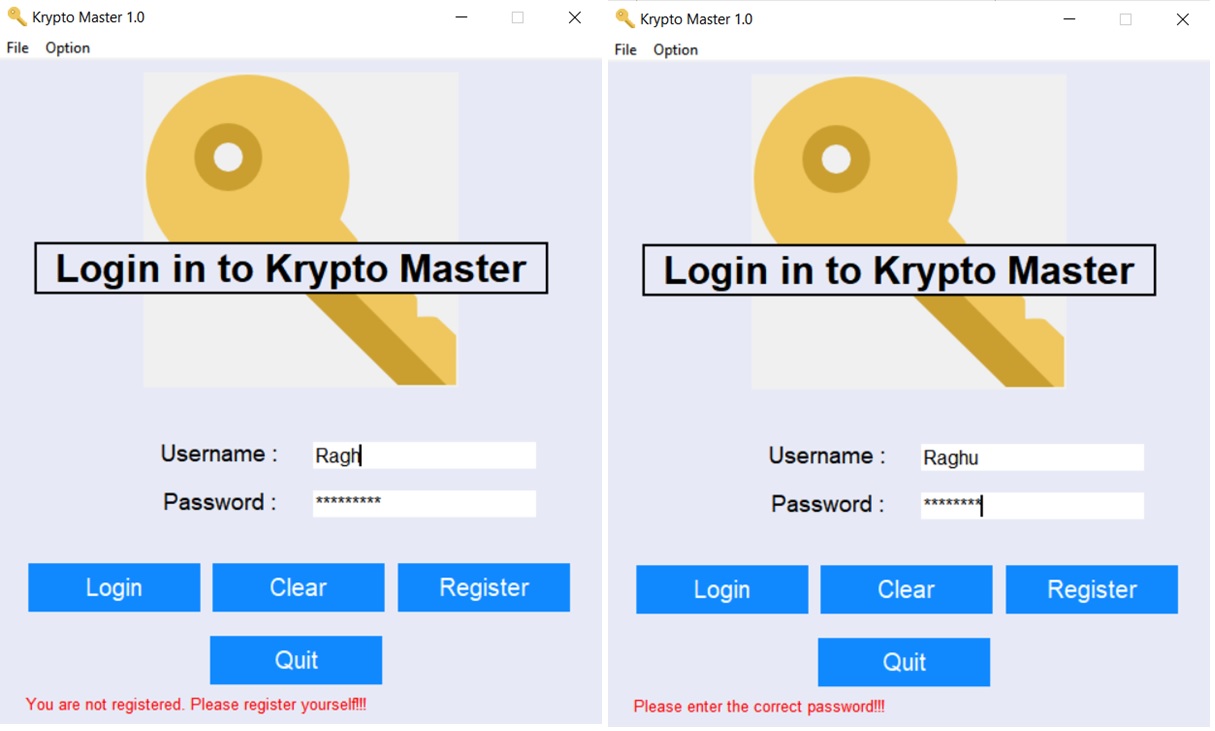 Krypto Master 1.0
File Option
Login in to Krypto Master
Username : Ragh
Password : *********
Login Clear Register
Quit
You are not registered. Please register yourself!!!
Krypto Master 1.0
File Option
Login in to Krypto Master
Username : Raghu
Password : ********
Login Clear Register
Quit
Please enter the correct password!!!